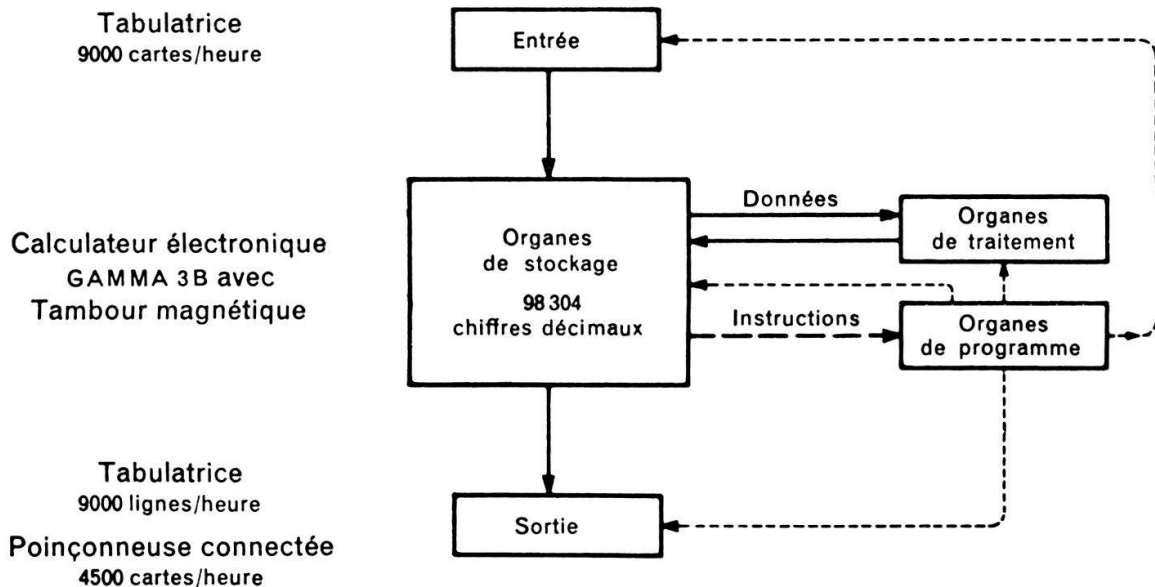 Tabulatrice
9000 cartes/heure
Entrée
Calculateur électronique
GAMMA 3B avec
Tambour magnétique
Organes
de stockage
98 304
chiffres décimaux
Données
Organes
de traitement
Instructions
Organes
de programme
Tabulatrice
9000 lignes/heure
Poinçonneuse connectée
4500 cartes/heure
Sortie